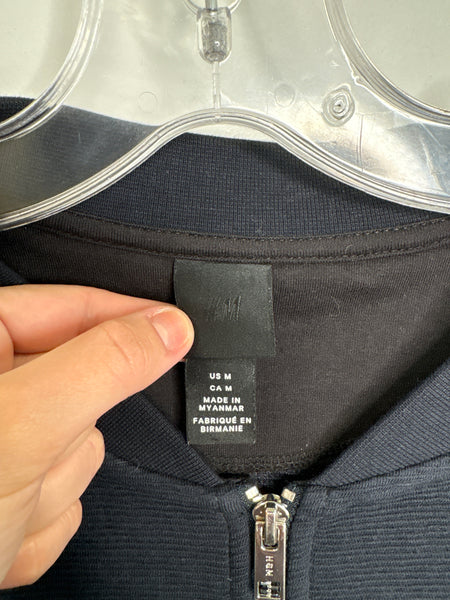 H&M
US M
CA M
MADE IN
MYANMAR
FABRIQUÉ EN
BIRMANIE
H&M